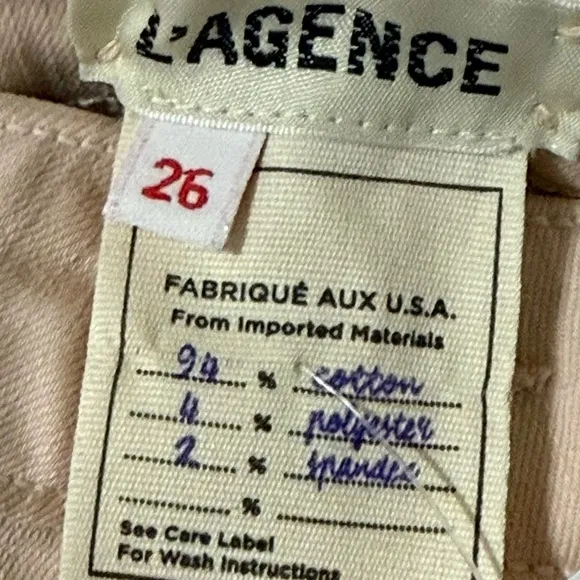 L'AGENCE
26
FABRIQUÉ AUX U.S.A.
From Imported Materials
94 % cotton
4 % polyester
2 % spandex
%
See Care Label
For Wash Instructions